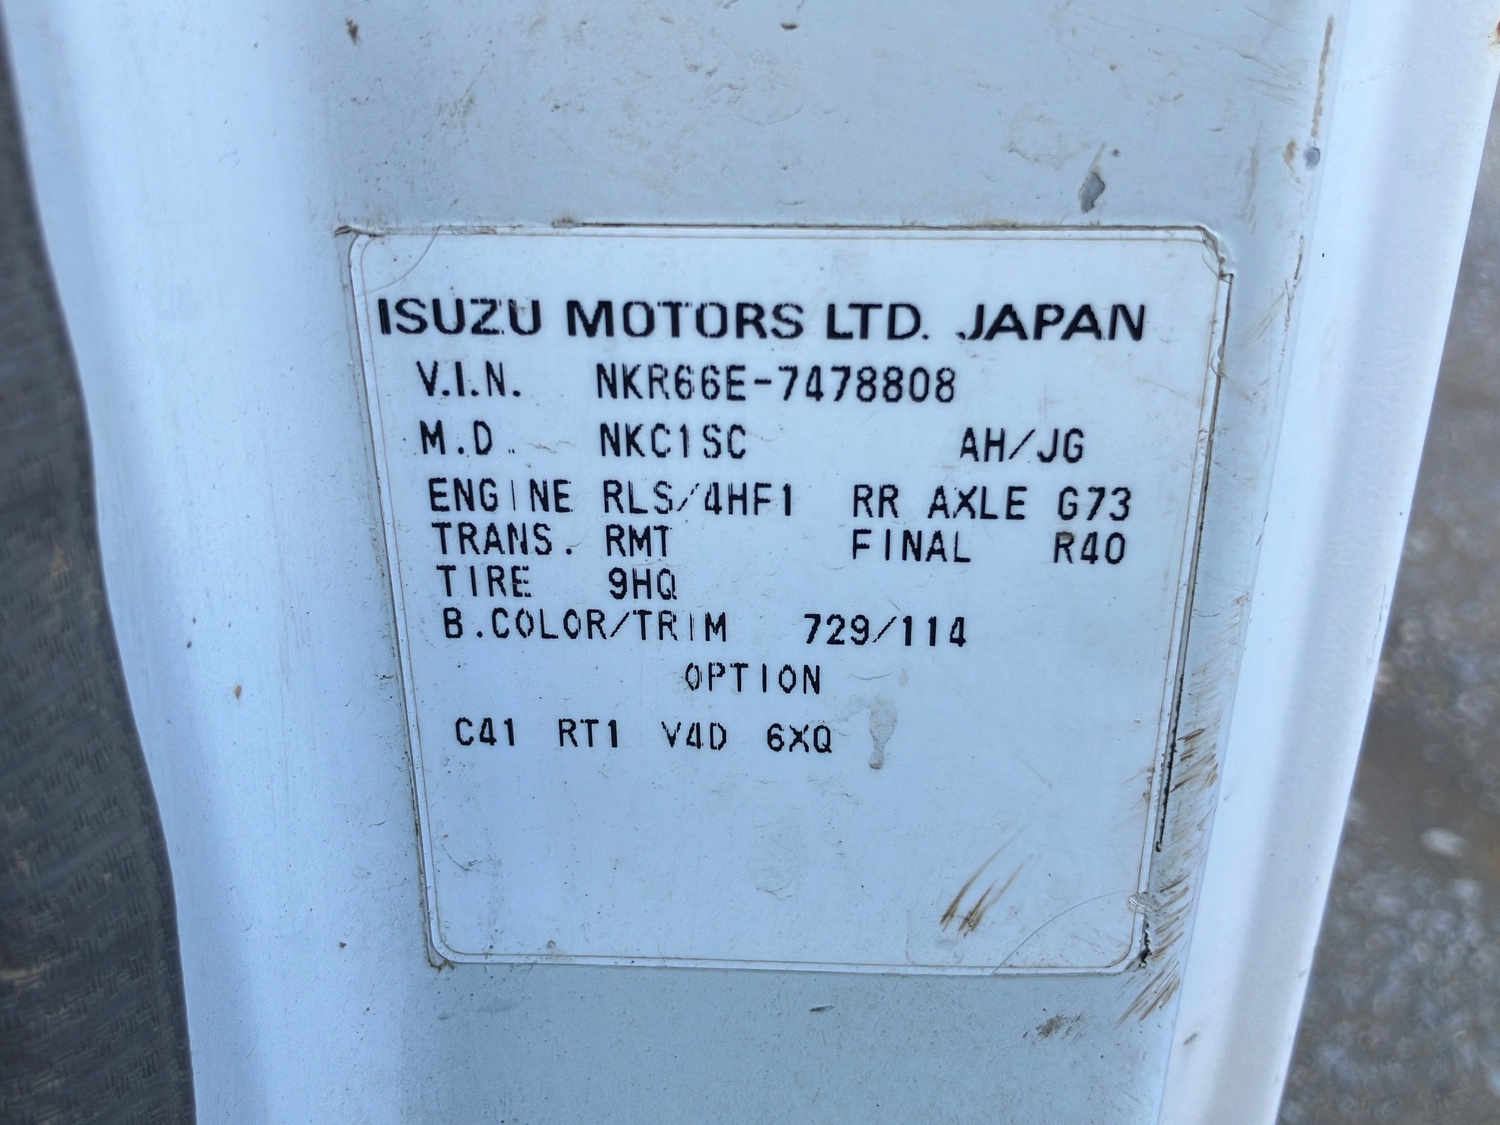 ISUZU MOTORS LTD. JAPAN
V.I.N. NKR66E-7478808
M.D. NKC1SC AH/JG
ENGINE RLS/4HF1 RR AXLE G73
TRANS. RMT FINAL R40
TIRE 9HQ
B.COLOR/TRIM 729/114
OPTION
C41 RT1 V4D 6XQ